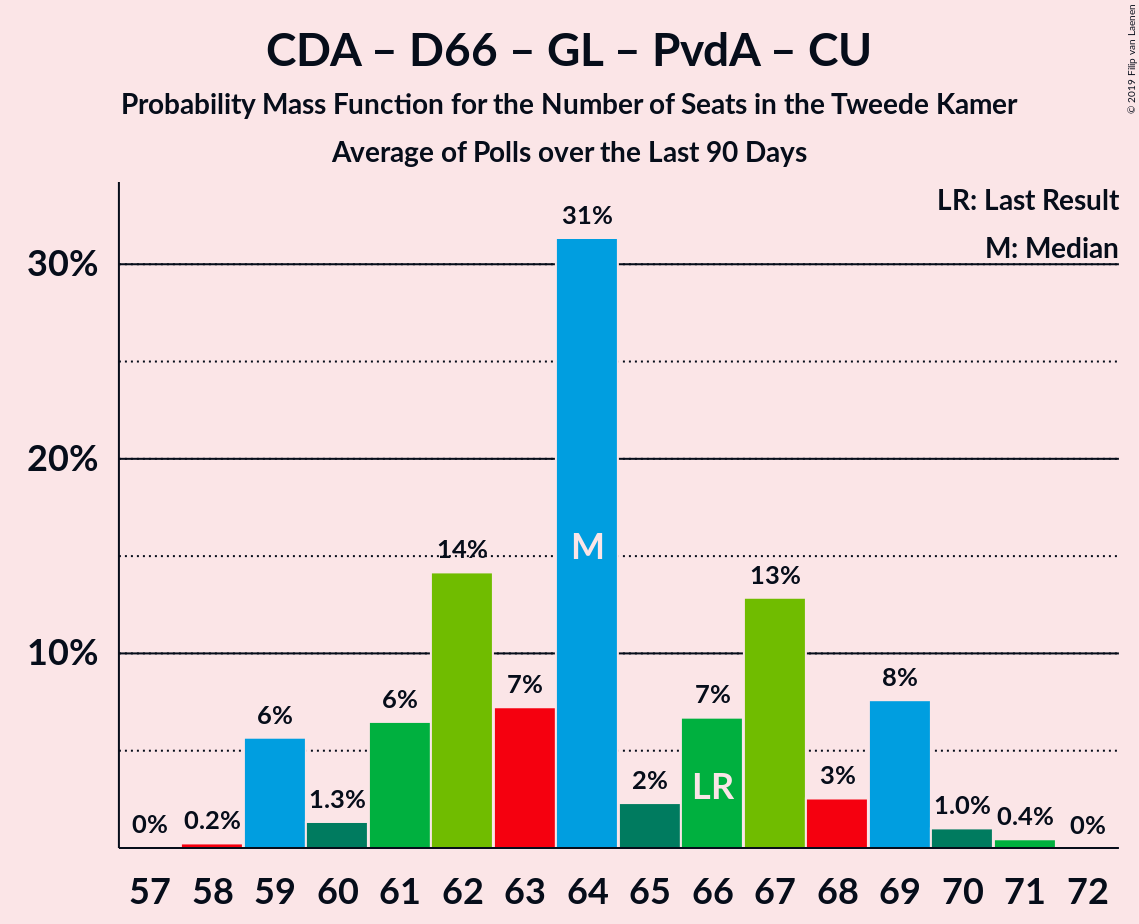 CDA – D66 – GL – PvdA – CU
Probability Mass Function for the Number of Seats in the Tweede Kamer
Average of Polls over the Last 90 Days
© 2019 Filip van Laenen
LR: Last Result
M: Median
30%
20%
10%
0%
0.2%
6%
1.3%
6%
14%
7%
31%
2%
7%
13%
3%
8%
1.0%
0.4%
0%
M
LR
57 58 59 60 61 62 63 64 65 66 67 68 69 70 71 72